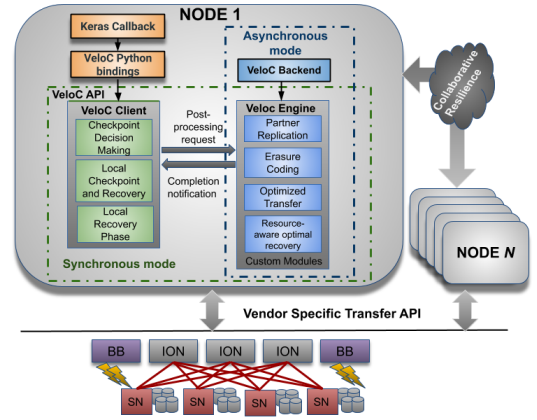 NODE 1
Keras Callback
VeloC Python
bindings
Asynchronous
mode
VeloC Backend
VeloC API
VeloC Client
Checkpoint
Decision
Making
Local
Checkpoint
and Recovery
Local
Recovery
Phase
Synchronous mode
Post-
processing
request
Completion
notification
Veloc Engine
Partner
Replication
Erasure
Coding
Optimized
Transfer
Resource-
aware optimal
recovery
Custom Modules
Collaborative
Resilience
NODE N
Vendor Specific Transfer API
BB
ION
ION
ION
BB
SN
SN
SN
SN